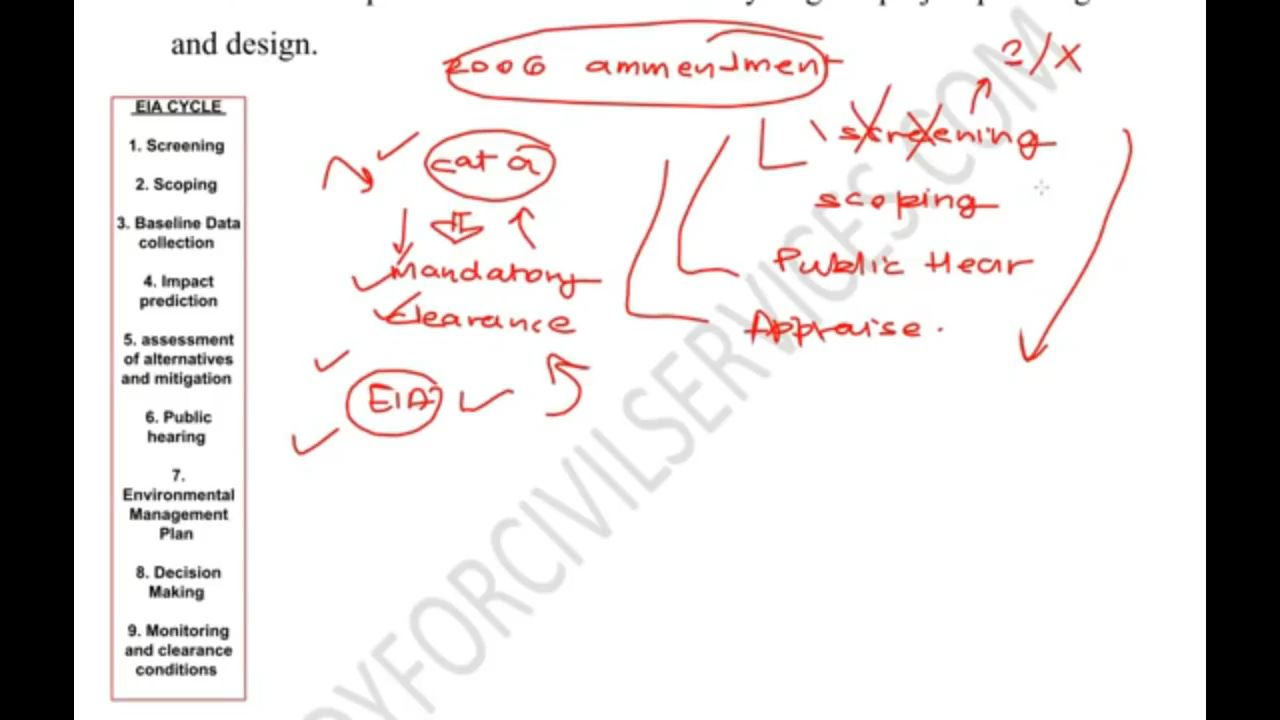 and design.
2006 ammendment
EIA CYCLE
1. Screening
2. Scoping
3. Baseline Data
collection
4. Impact
prediction
5. assessment
of alternatives
and mitigation
6. Public
hearing
7.
Environmental
Management
Plan
8. Decision
Making
9. Monitoring
and clearance
conditions
cat a
Mandatory
clearance
EIA
2/X
screening
scoping
Public Hear
Appraise.
YFORCIVILSERVICES.COM